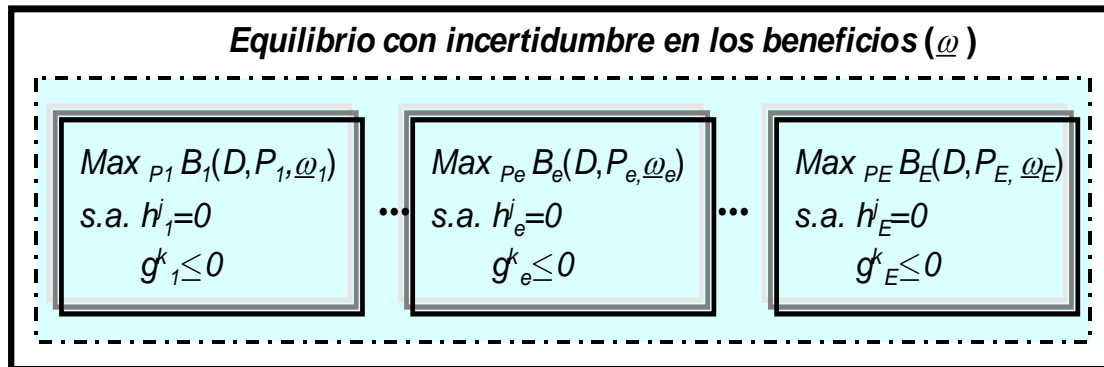 Equilibrio con incertidumbre en los beneficios (ω)
Max P1 B1(D,P1,ω1)
s.a. hj1=0
gk1≤0
...
Max Pe Be(D,Pe,ωe)
s.a. hje=0
gke≤0
...
Max PE BE(D,PE, ωE)
s.a. hjE=0
gkE≤0